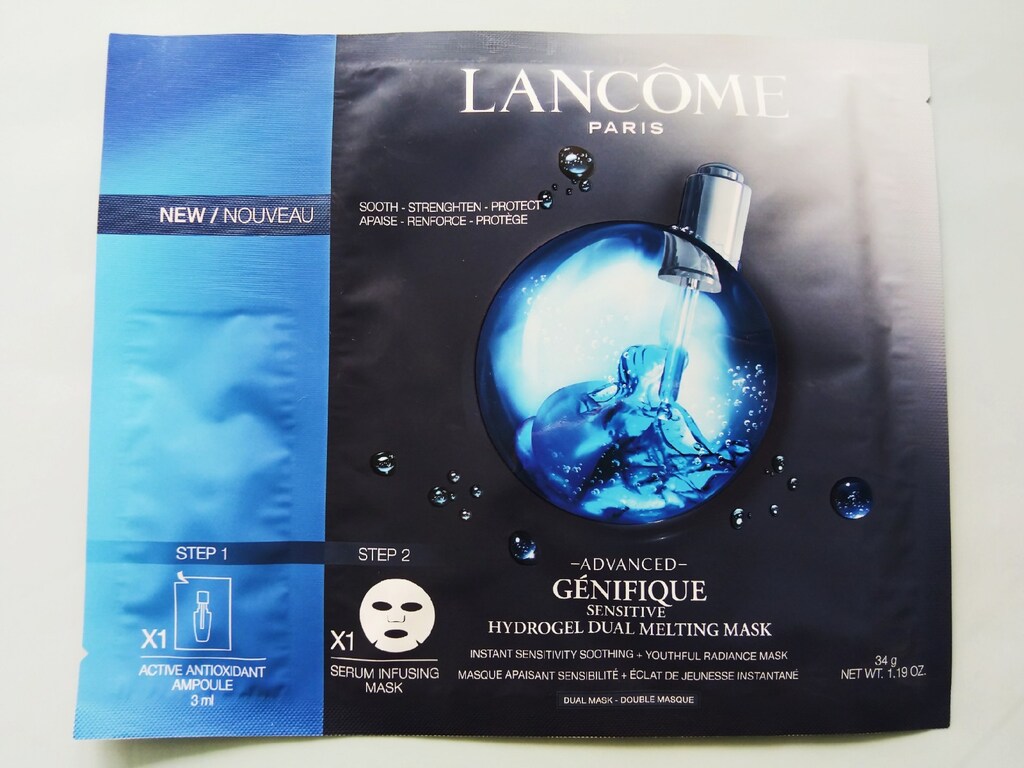 LANCÔME
PARIS
NEW / NOUVEAU
SOOTH - STRENGHTEN - PROTECT
APAISE - RENFORCE - PROTÈGE
STEP 1
X1
ACTIVE ANTIOXIDANT
AMPOULE
3 ml
STEP 2
X1
SERUM INFUSING
MASK
–ADVANCED–
GÉNIFIQUE
SENSITIVE
HYDROGEL DUAL MELTING MASK
INSTANT SENSITIVITY SOOTHING + YOUTHFUL RADIANCE MASK
MASQUE APAISANT SENSIBILITÉ + ÉCLAT DE JEUNESSE INSTANTANÉ
DUAL MASK - DOUBLE MASQUE
34 g
NET WT. 1.19 OZ.